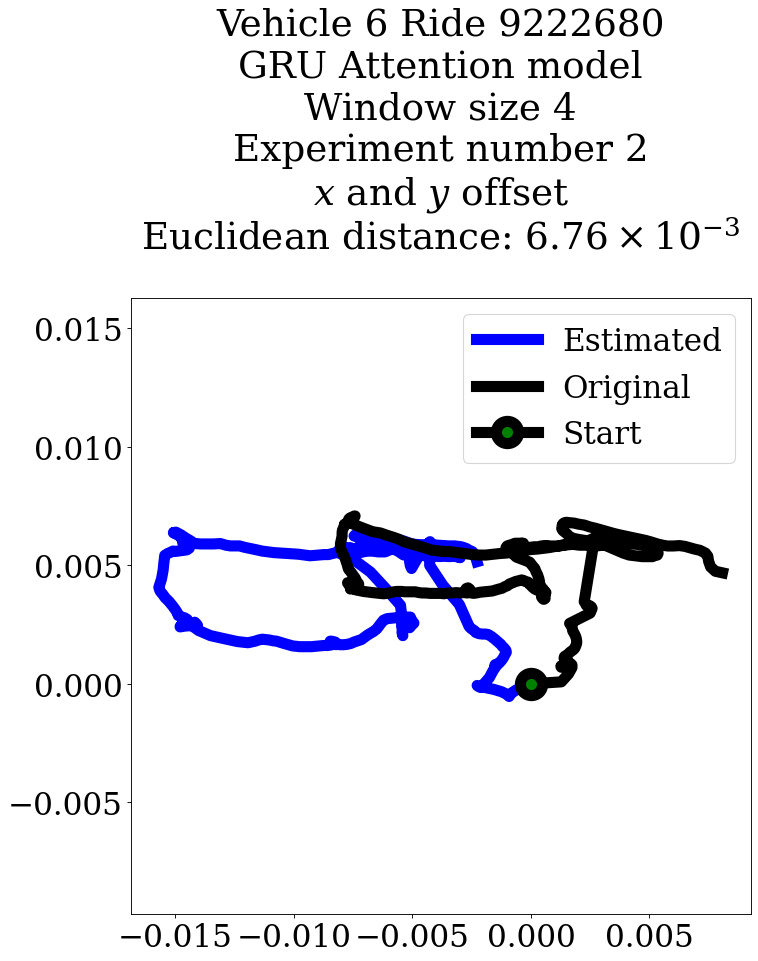 Vehicle 6 Ride 9222680
GRU Attention model
Window size 4
Experiment number 2
x and y offset
Euclidean distance: 6.76 × 10⁻³
Estimated
Original
Start
0.015
0.010
0.005
0.000
−0.005
−0.015 −0.010 −0.005 0.000 0.005